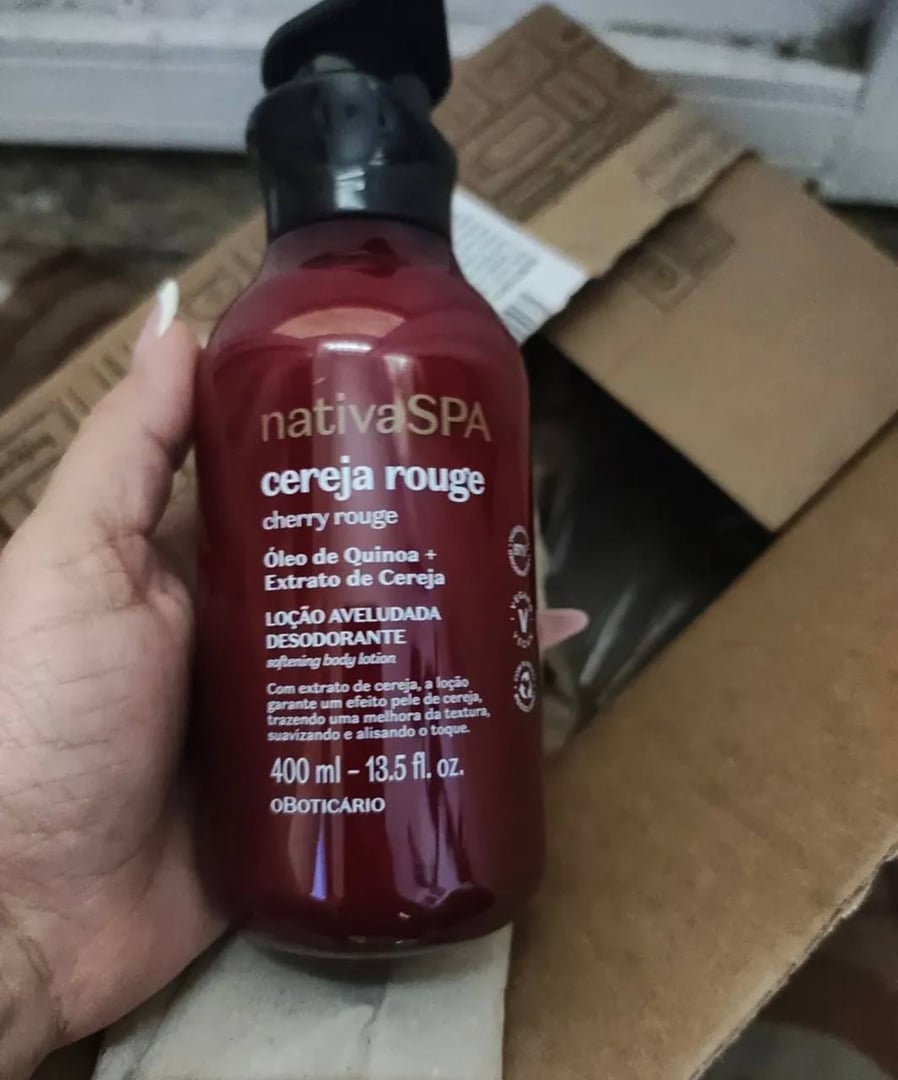 nativaSPA
cereja rouge
cherry rouge
Óleo de Quinoa +
Extrato de Cereja
LOÇÃO AVELUDADA
DESODORANTE
softening body lotion
Com extrato de cereja, a loção
garante um efeito pele de cereja,
trazendo uma melhora da textura,
suavizando e alisando o toque.
400 ml – 13.5 fl. oz.
oBOTICÁRIO